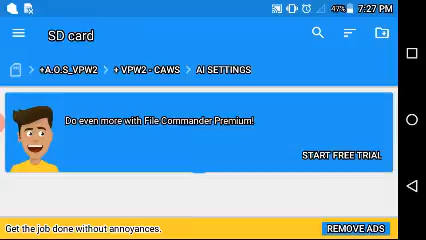 47% 7:27 PM
SD card
+A.O.S_VPW2 + VPW2 - CAWS AI SETTINGS
Do even more with File Commander Premium!
START FREE TRIAL
Get the job done without annoyances. REMOVE ADS